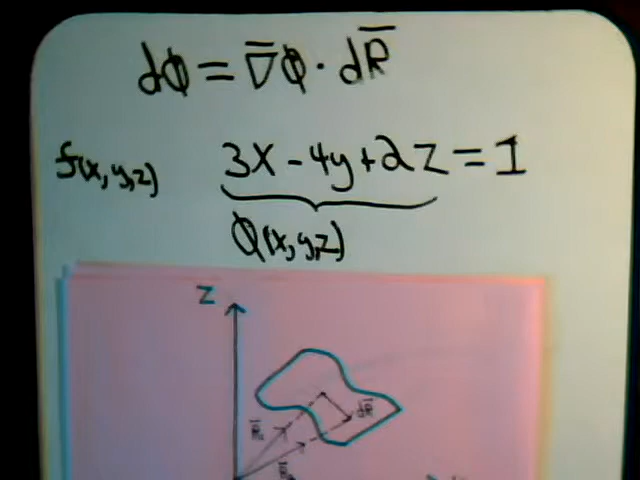 dφ = ∇̅φ · dR̅
f(x,y,z) 3x - 4y + 2z = 1
φ(x,y,z)
z
dR̅